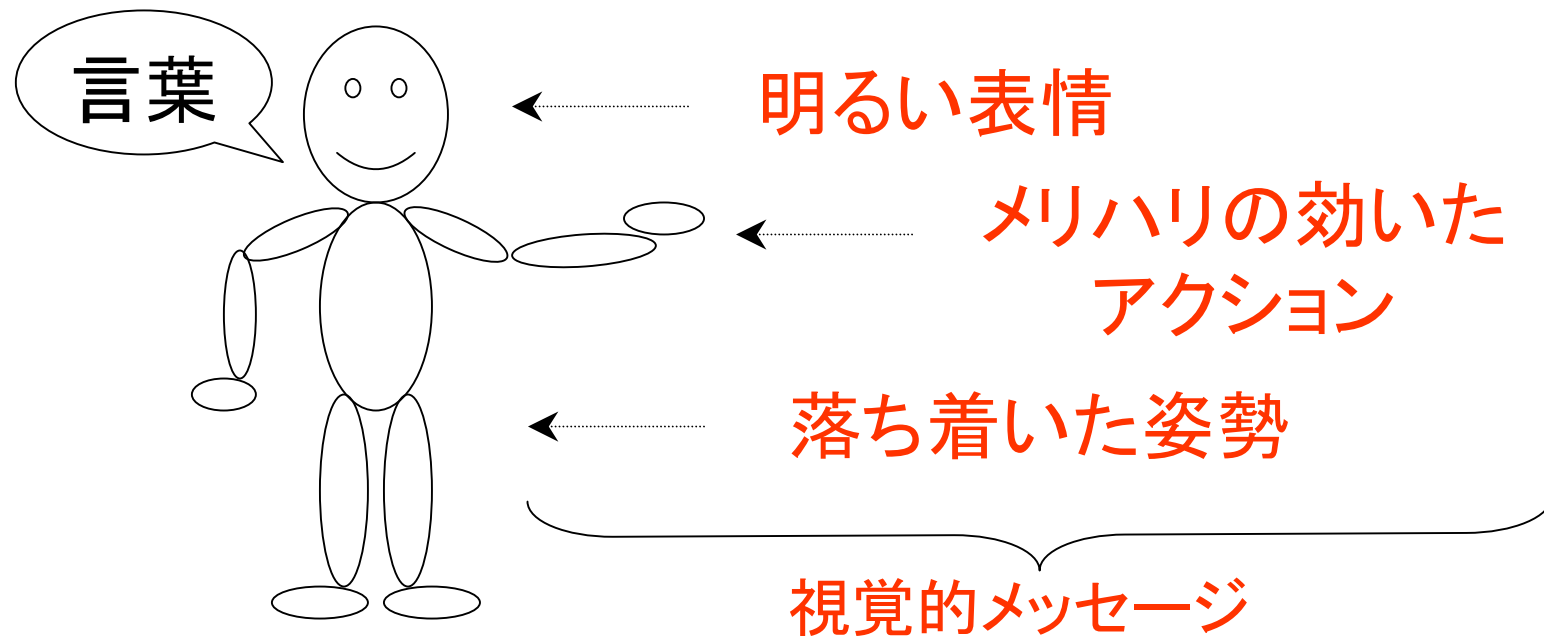 言葉
明るい表情
メリハリの効いた
アクション
落ち着いた姿勢
視覚的メッセージ